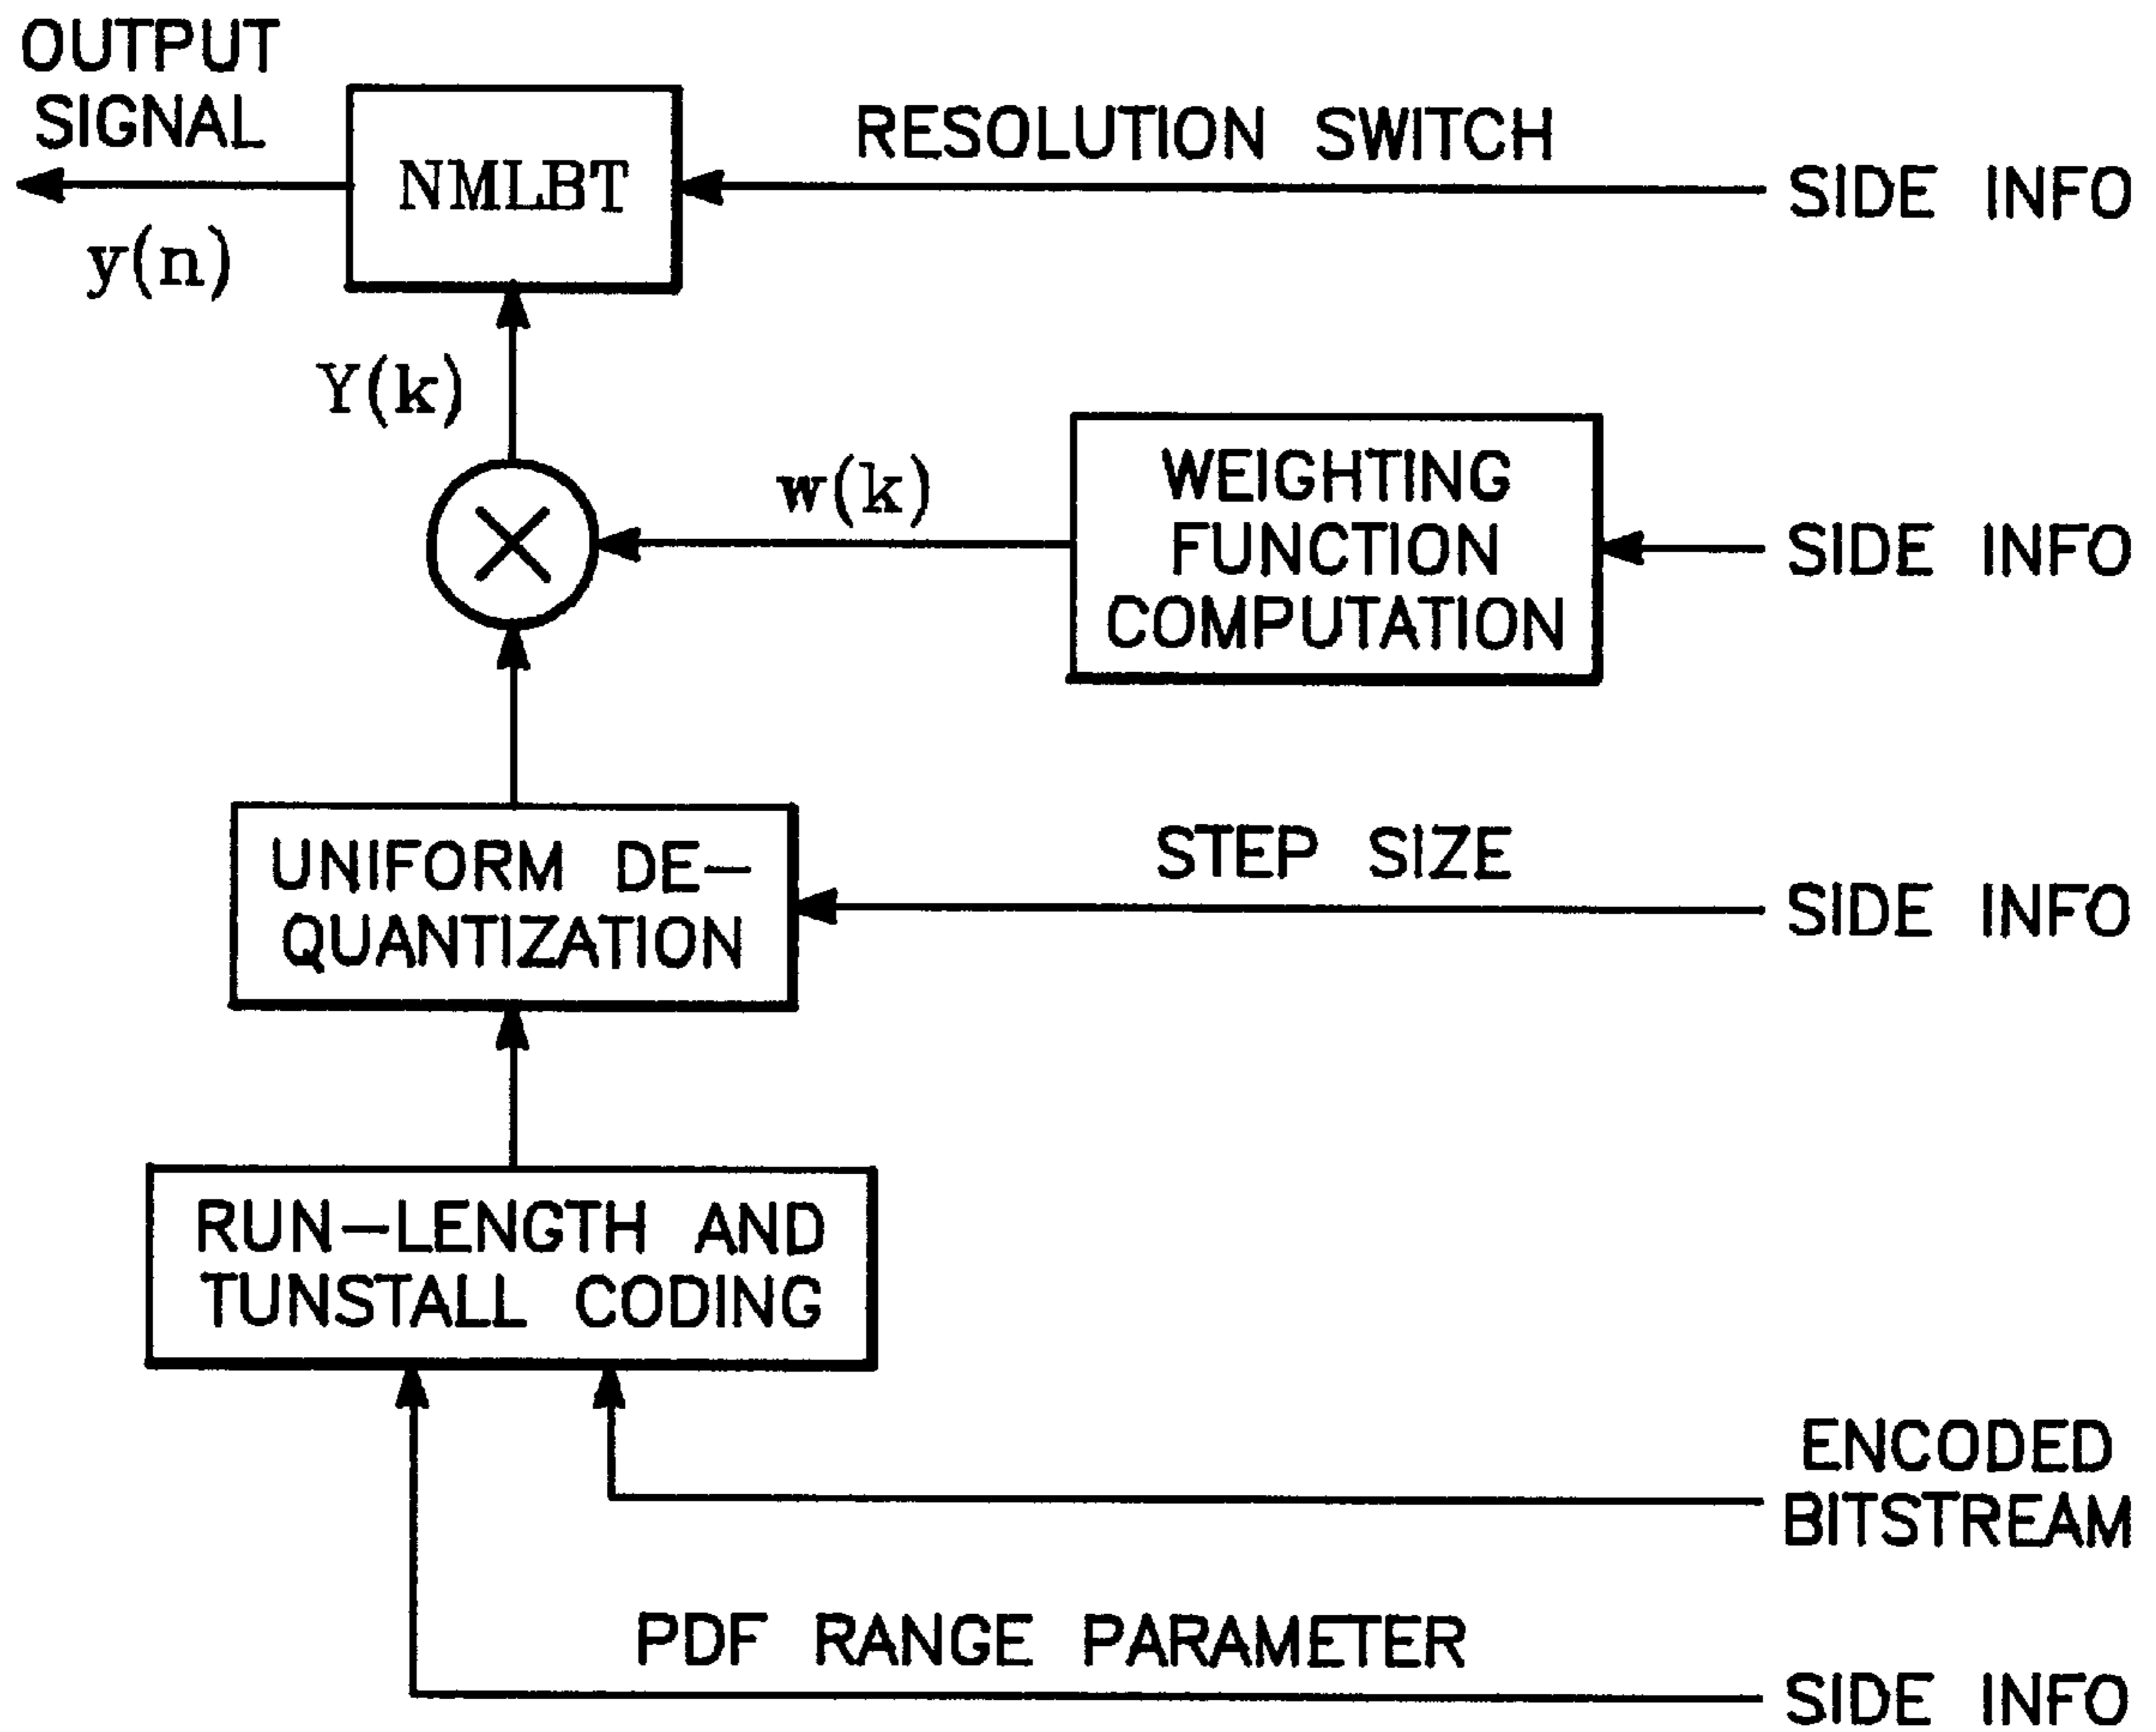 OUTPUT
SIGNAL
NMLBT
RESOLUTION SWITCH
SIDE INFO
y(n)
Y(k)
w(k)
WEIGHTING
FUNCTION
COMPUTATION
SIDE INFO
UNIFORM DE-
QUANTIZATION
STEP SIZE
SIDE INFO
RUN-LENGTH AND
TUNSTALL CODING
ENCODED
BITSTREAM
PDF RANGE PARAMETER
SIDE INFO